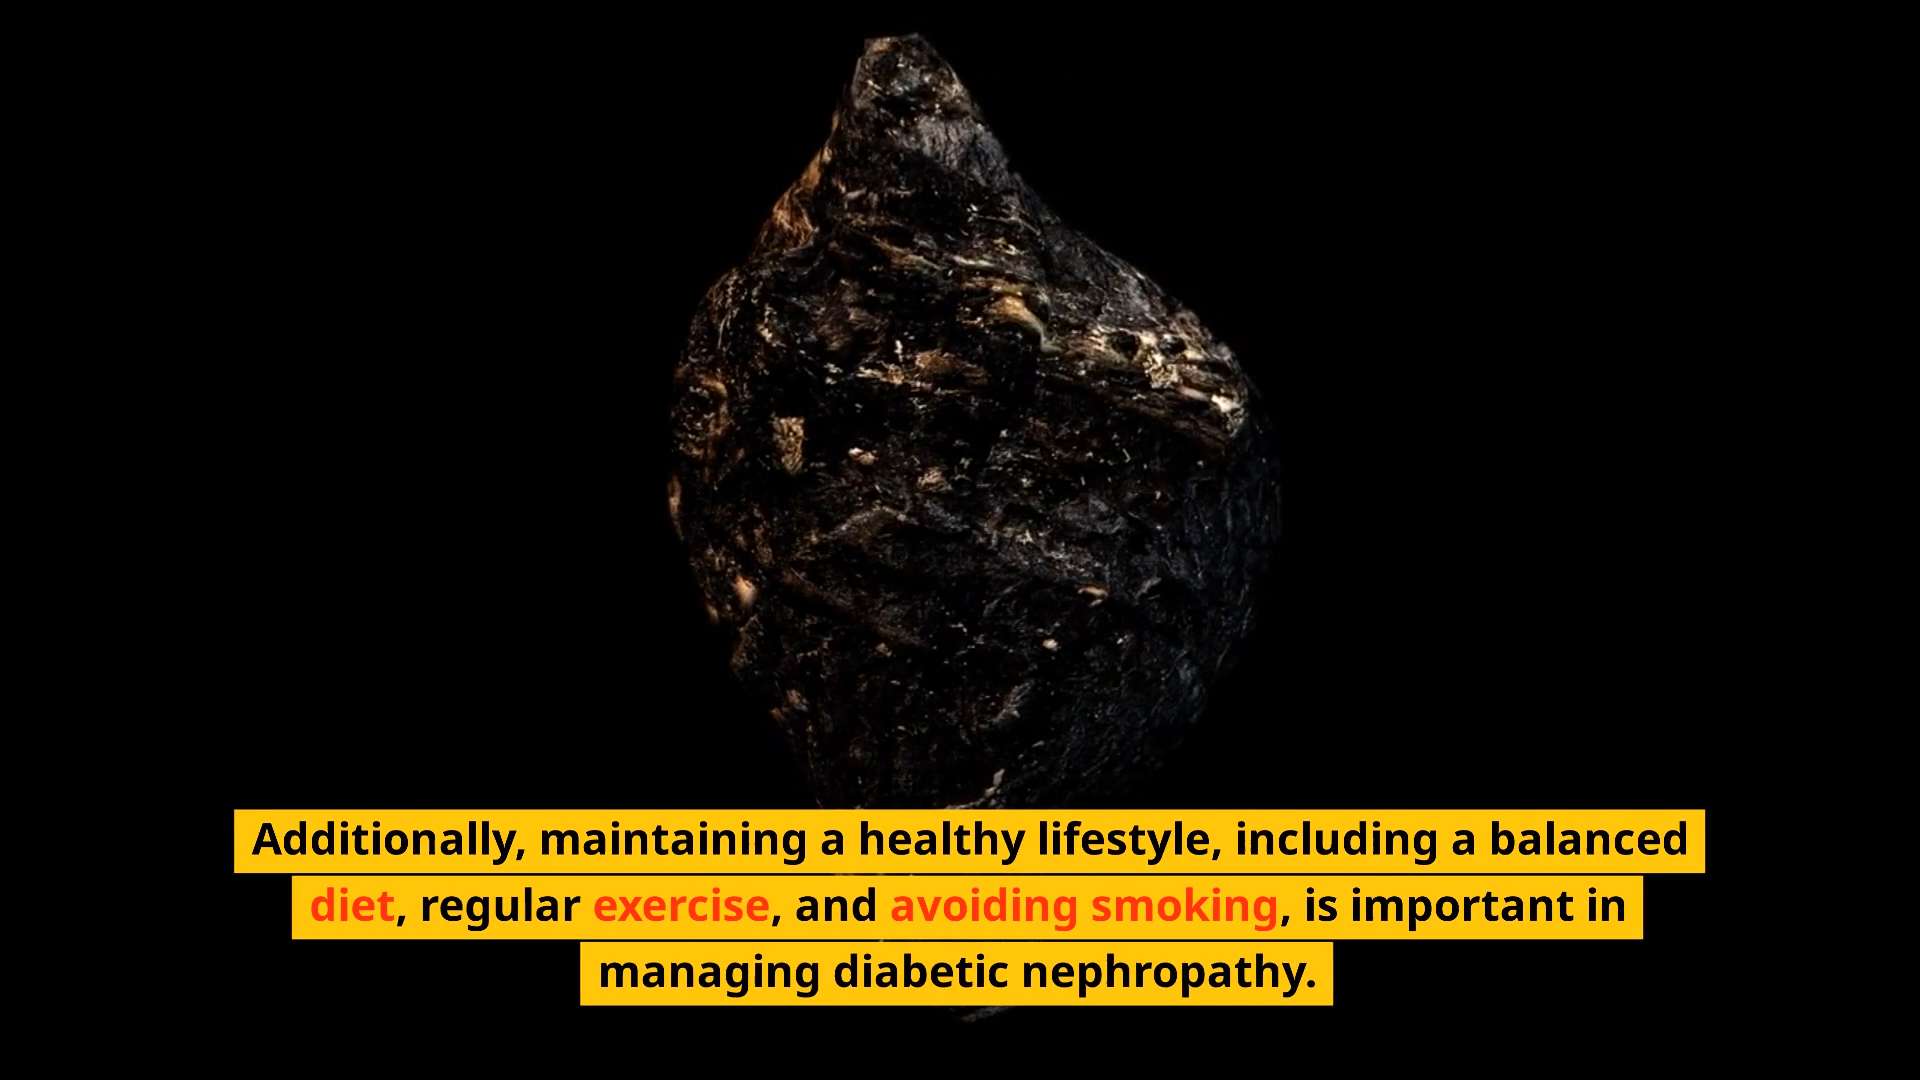 Additionally, maintaining a healthy lifestyle, including a balanced
diet, regular exercise, and avoiding smoking, is important in
managing diabetic nephropathy.